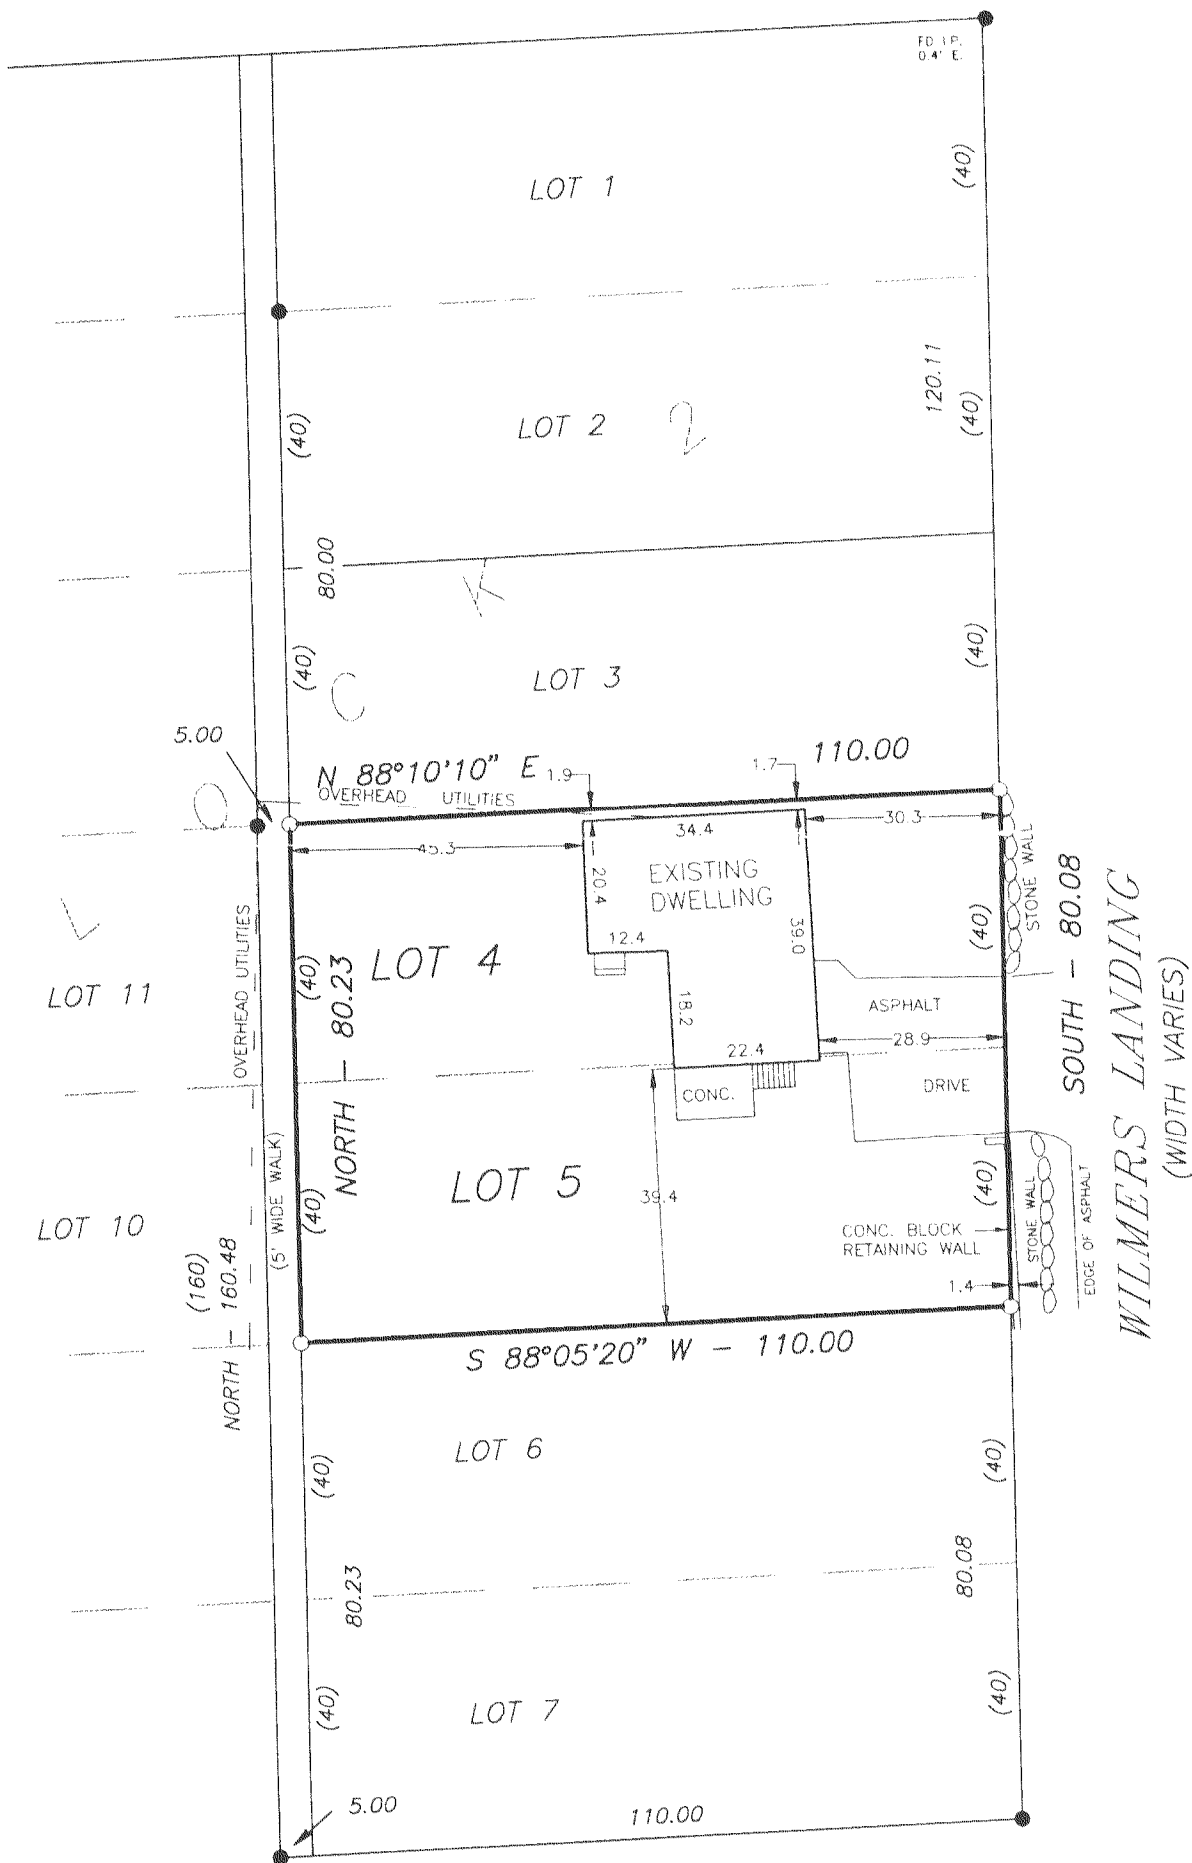 FD I.P.
0.4' E.
(40)
LOT 1
120.11
(40)
(40)
LOT 2
2
80.00
K
(40)
(40)
LOT 3
C
5.00
N 88°10'10" E
1.9
1.7
110.00
OVERHEAD UTILITIES
O
45.3
34.4
30.3
EXISTING
DWELLING
20.4
12.4
39.0
18.2
22.4
STONE WALL
(40)
SOUTH - 80.08
L
LOT 11
OVERHEAD UTILITIES
(40)
NORTH - 80.23
LOT 4
ASPHALT
28.9
DRIVE
CONC.
LOT 5
39.4
(40)
(5' WIDE WALK)
LOT 10
(160)
NORTH - 160.48
(40)
CONC. BLOCK
RETAINING WALL
1.4
STONE WALL
EDGE OF ASPHALT
WILMERS LANDING
(WIDTH VARIES)
S 88°05'20" W - 110.00
LOT 6
(40)
(40)
80.23
80.08
LOT 7
(40)
(40)
5.00
110.00